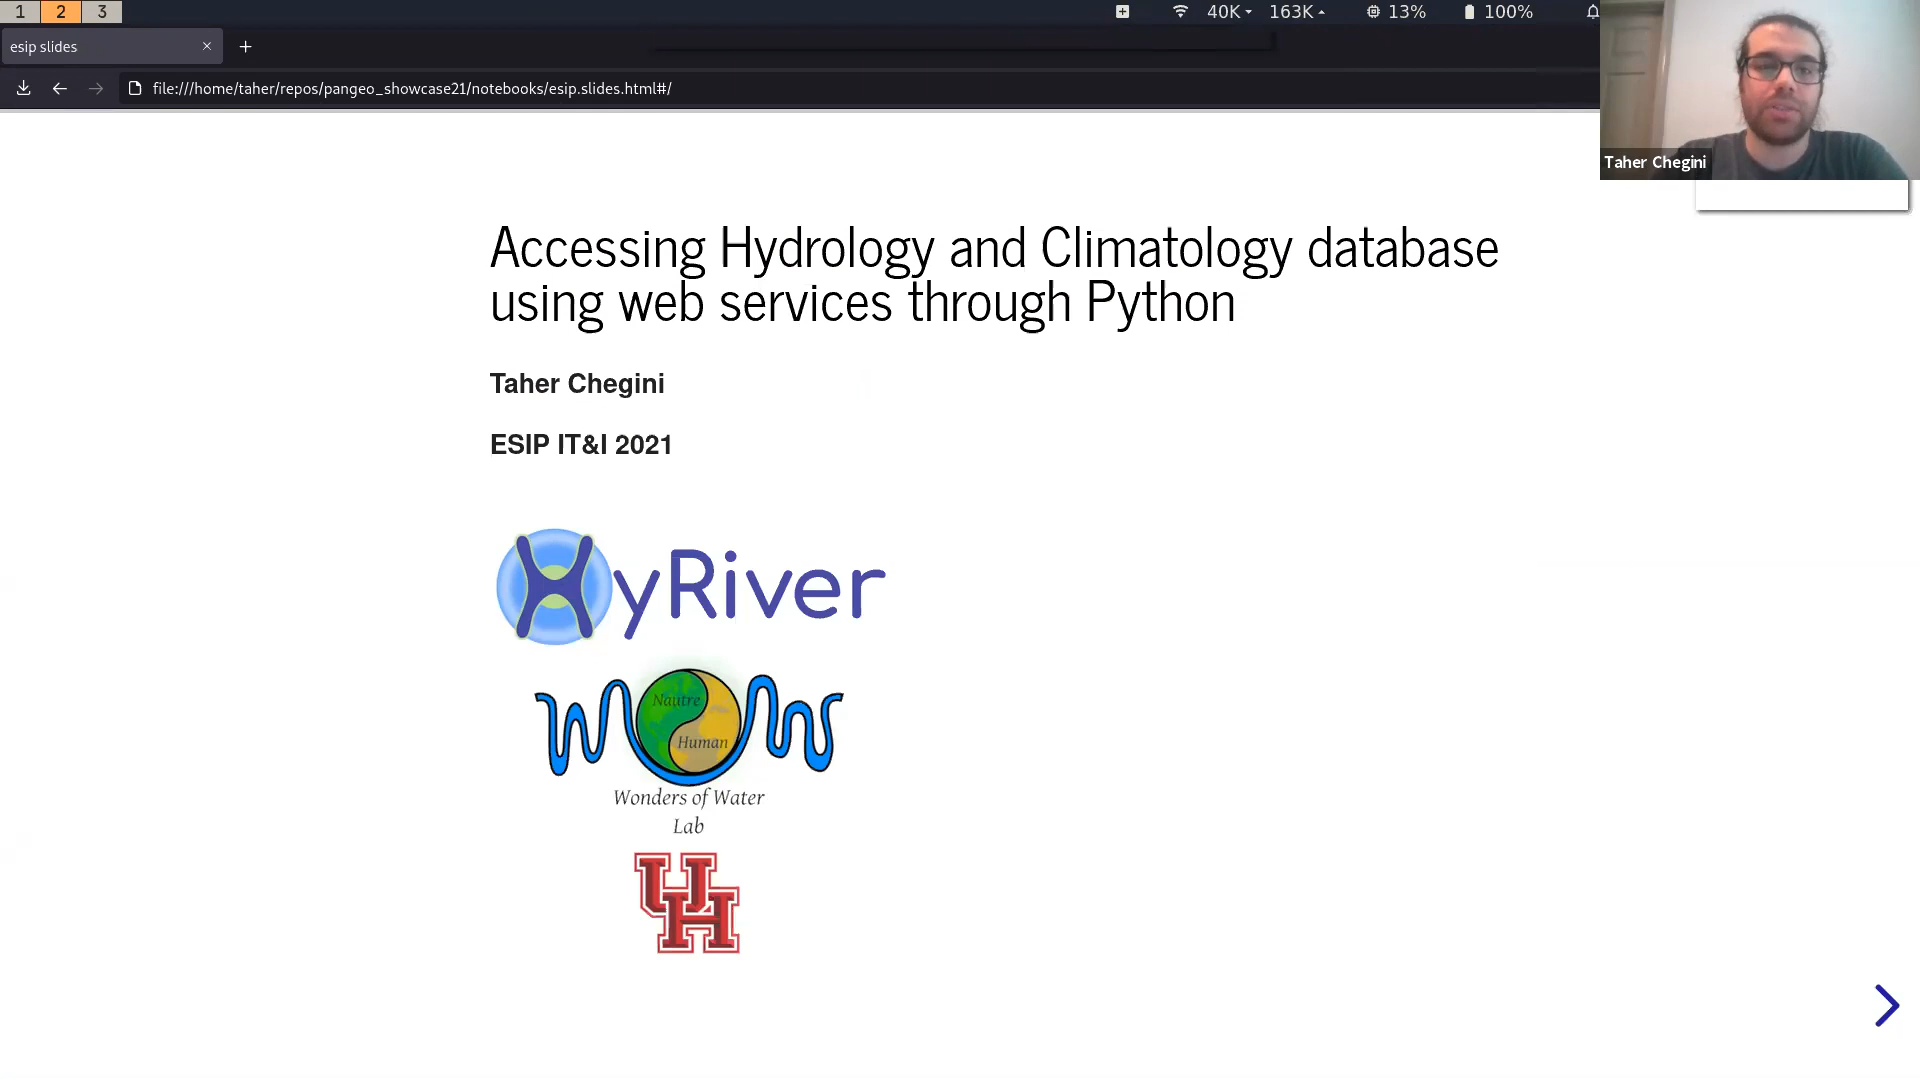 1 2 3
40K 163K 13% 100%
esip slides
file:///home/taher/repos/pangeo_showcase21/notebooks/esip.slides.html#/
Taher Chegini
Accessing Hydrology and Climatology database
using web services through Python
Taher Chegini
ESIP IT&I 2021
HyRiver
WOW
Nautre
Human
Wonders of Water
Lab
UH